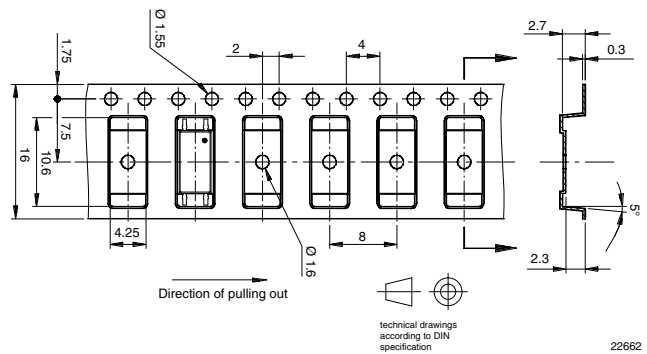 Ø 1.55
1.75
2
4
2.7
0.3
7.5
16
10.6
4.25
Ø 1.6
8
5°
2.3
Direction of pulling out
technical drawings
according to DIN
specification
22662